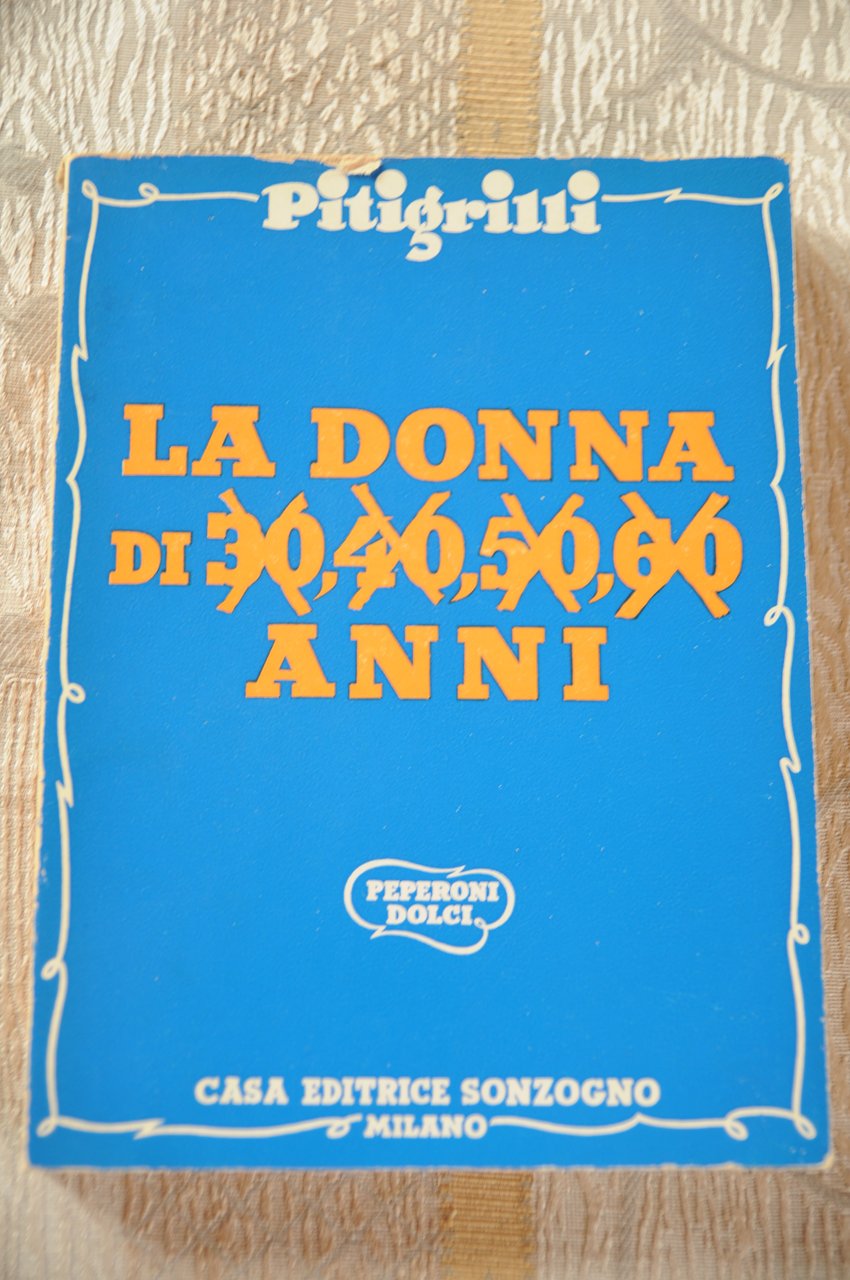 Pitigrilli
LA DONNA
DI 30, 40, 50, 60
ANNI
PEPERONI
DOLCI
CASA EDITRICE SONZOGNO
MILANO